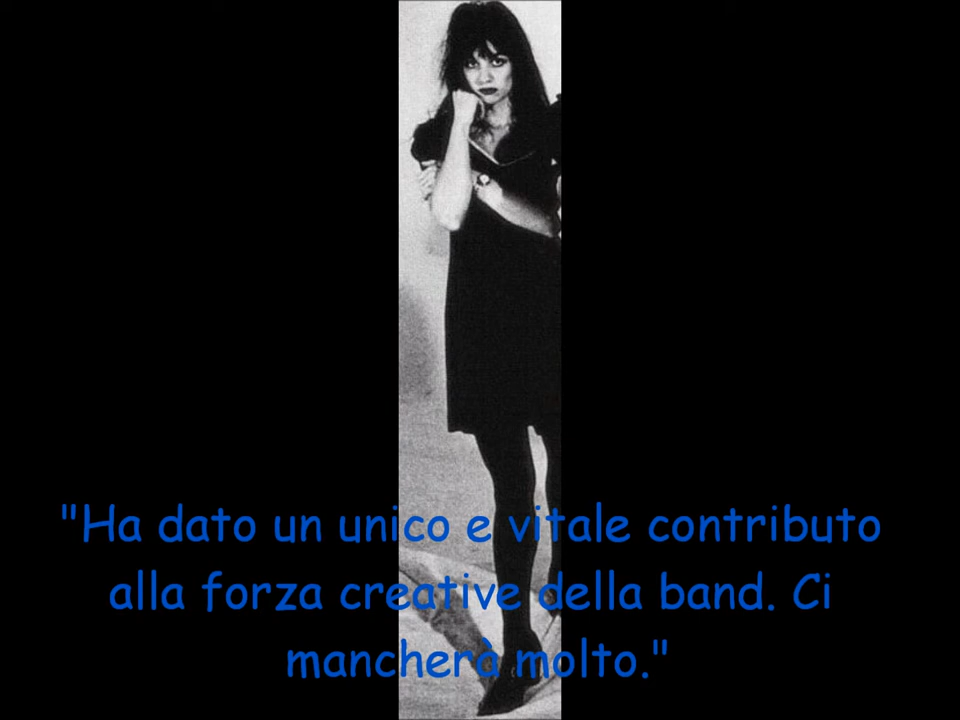 "Ha dato un unico e vitale contributo
alla forza creative della band. Ci
mancherà molto."